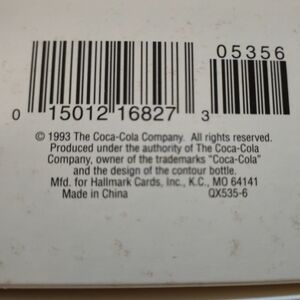 05356
0 15012 16827 3
© 1993 The Coca-Cola Company. All rights reserved.
Produced under the authority of The Coca-Cola
Company, owner of the trademarks "Coca-Cola"
and the design of the contour bottle.
Mfd. for Hallmark Cards, Inc., K.C., MO 64141
Made in China QX535-6